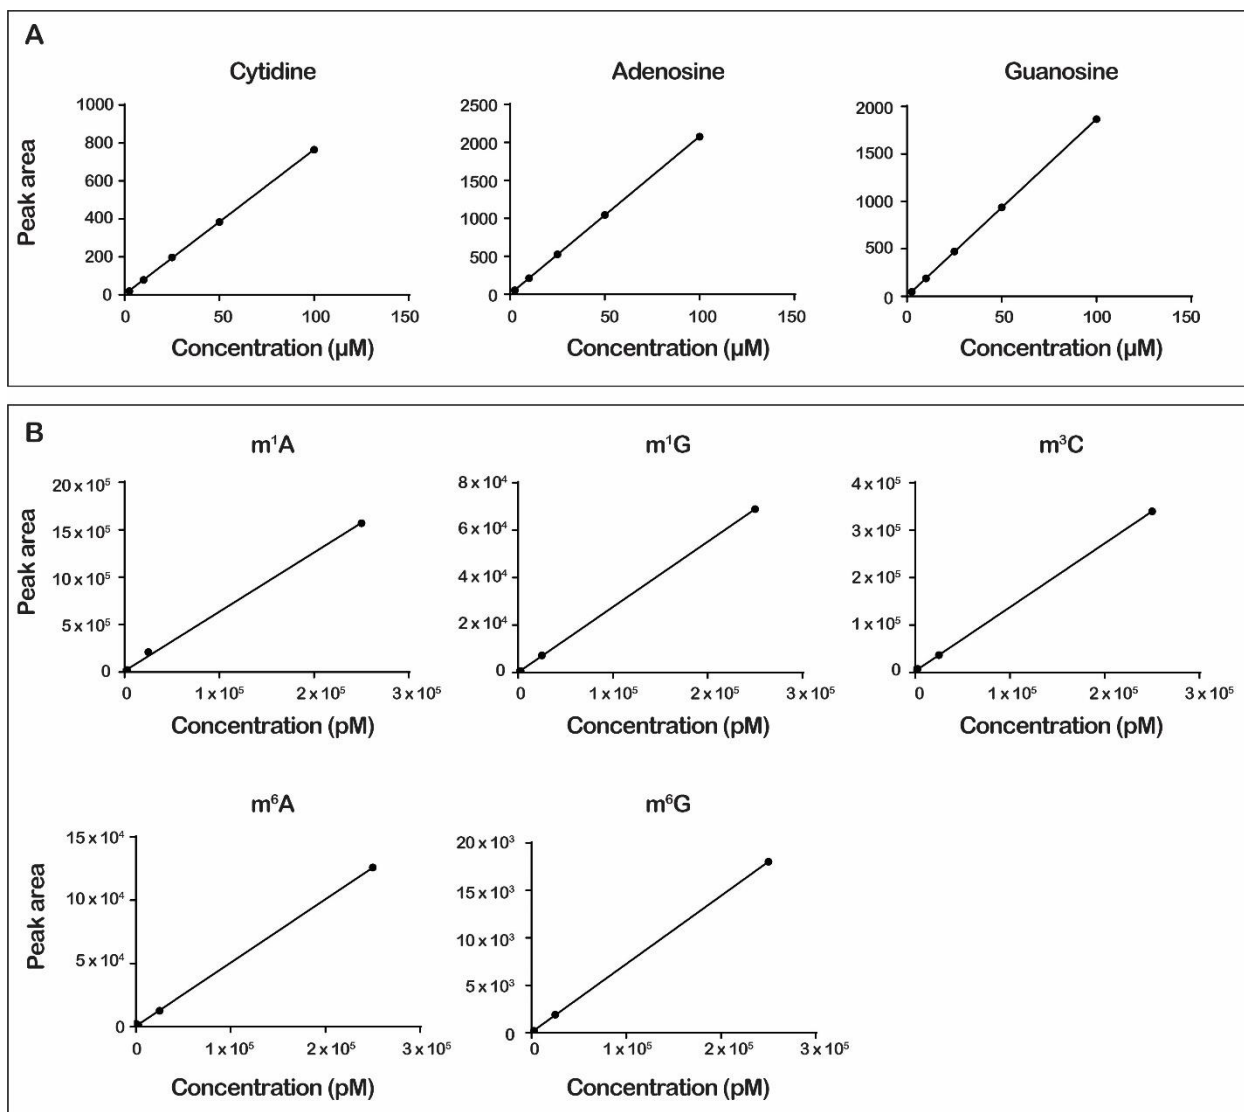 A
Cytidine
Adenosine
Guanosine
Peak area
1000
800
600
400
200
0
0 50 100 150
Concentration (µM)
2500
2000
1500
1000
500
0
0 50 100 150
Concentration (µM)
2000
1500
1000
500
0
0 50 100 150
Concentration (µM)
B
m¹A
m¹G
m³C
Peak area
20 x 10⁵
15 x 10⁵
10 x 10⁵
5 x 10⁵
0
0 1 x 10⁵ 2 x 10⁵ 3 x 10⁵
Concentration (pM)
8 x 10⁴
6 x 10⁴
4 x 10⁴
2 x 10⁴
0
0 1 x 10⁵ 2 x 10⁵ 3 x 10⁵
Concentration (pM)
4 x 10⁵
3 x 10⁵
2 x 10⁵
1 x 10⁵
0
0 1 x 10⁵ 2 x 10⁵ 3 x 10⁵
Concentration (pM)
m⁶A
m⁶G
Peak area
15 x 10⁴
10 x 10⁴
5 x 10⁴
0
0 1 x 10⁵ 2 x 10⁵ 3 x 10⁵
Concentration (pM)
20 x 10³
15 x 10³
10 x 10³
5 x 10³
0
0 1 x 10⁵ 2 x 10⁵ 3 x 10⁵
Concentration (pM)